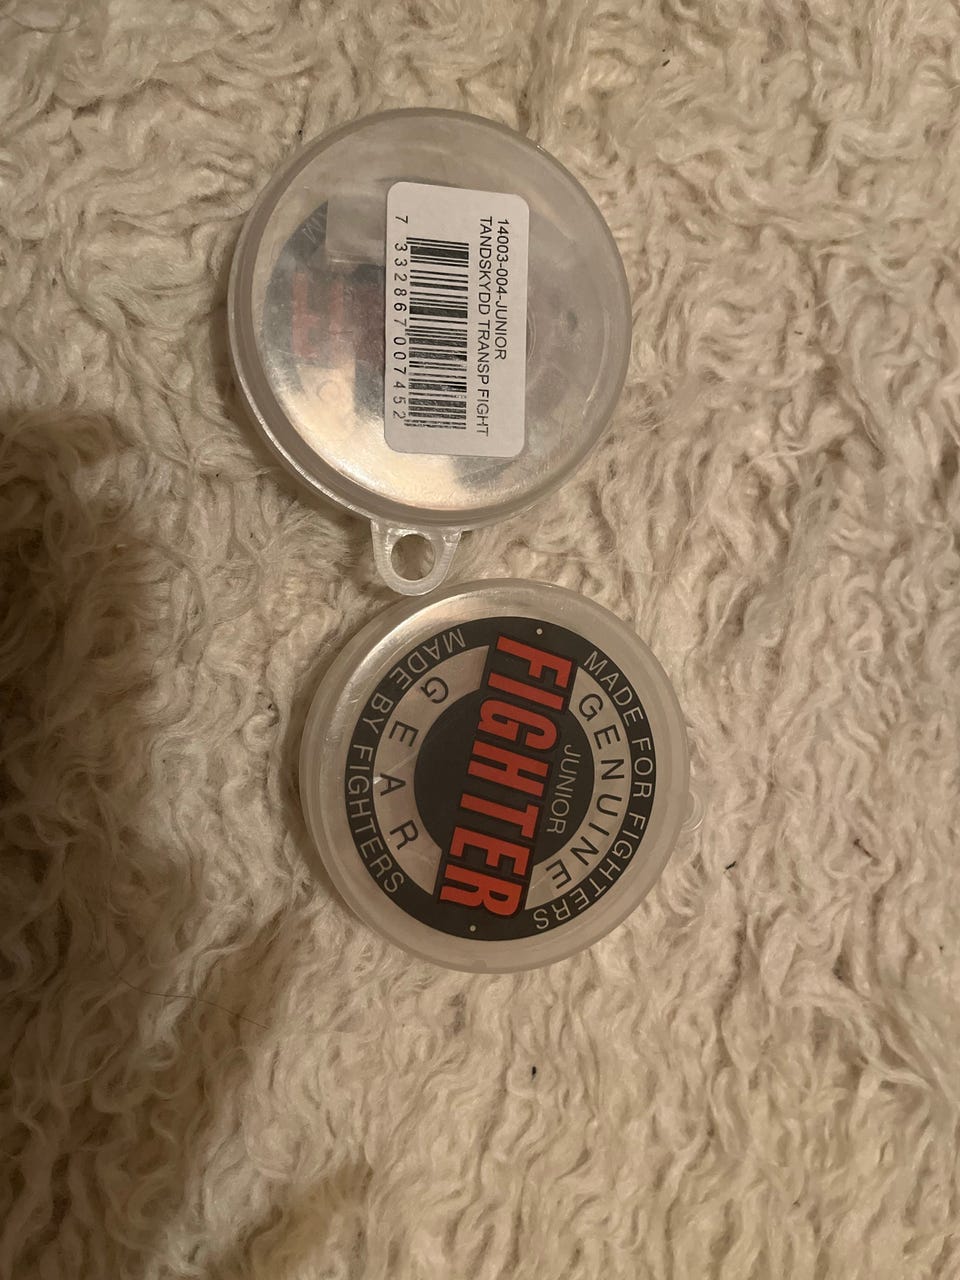 14003-004-JUNIOR
TANDSKYDD TRANSP FIGHT
7 332867 007452
MADE FOR FIGHTERS
GENUINE
JUNIOR
FIGHTER
GEAR
MADE BY FIGHTERS